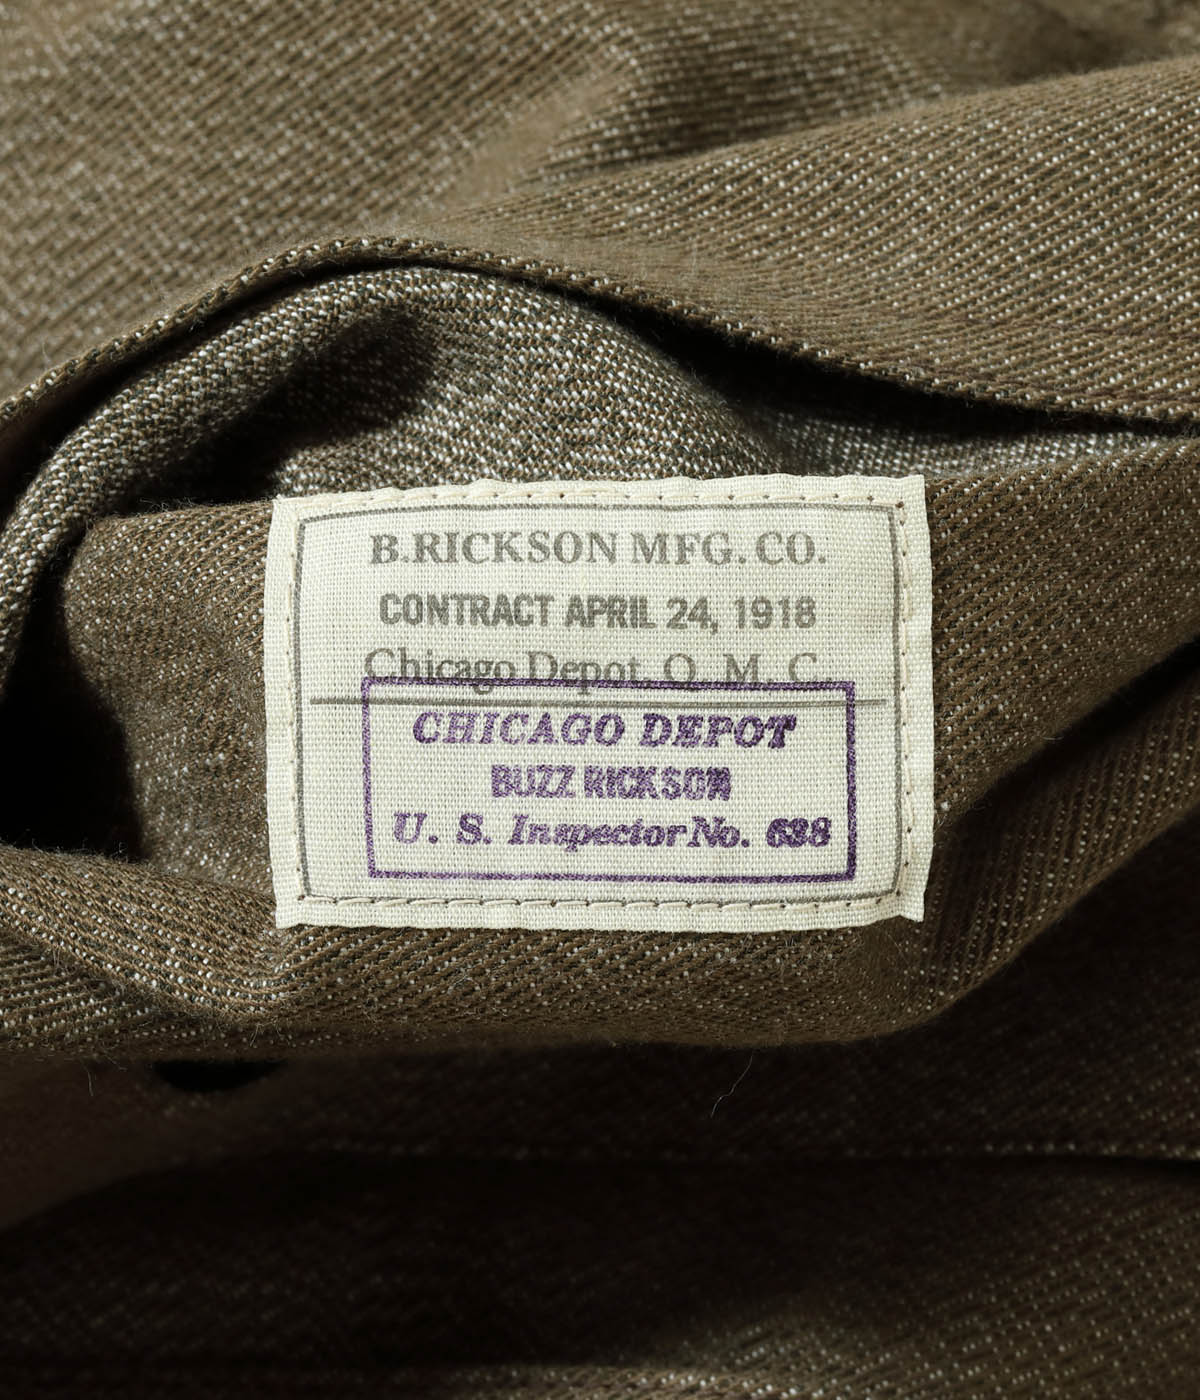 B.RICKSON MFG. CO.
CONTRACT APRIL 24, 1918
Chicago Depot, Q. M. C.
CHICAGO DEPOT
BUZZ RICKSON
U. S. Inspector No. 638